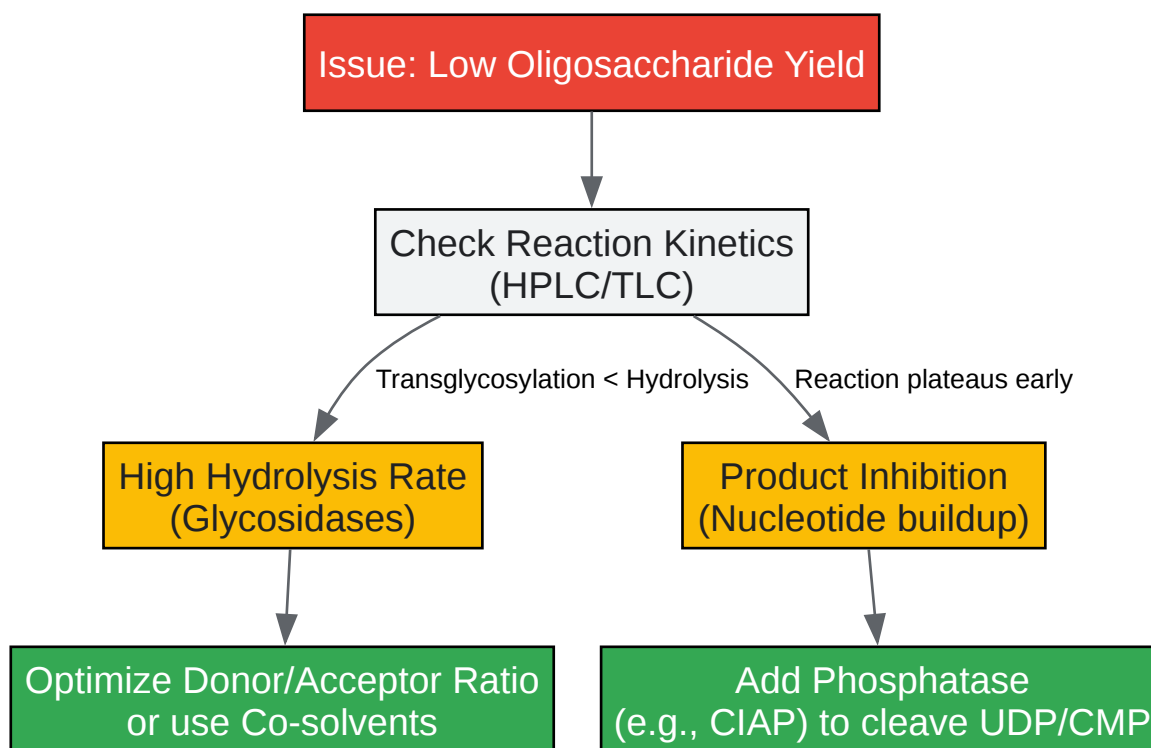 Issue: Low Oligosaccharide Yield
Check Reaction Kinetics
(HPLC/TLC)
Transglycosylation < Hydrolysis
Reaction plateaus early
High Hydrolysis Rate
(Glycosidases)
Product Inhibition
(Nucleotide buildup)
Optimize Donor/Acceptor Ratio
or use Co-solvents
Add Phosphatase
(e.g., CIAP) to cleave UDP/CMP